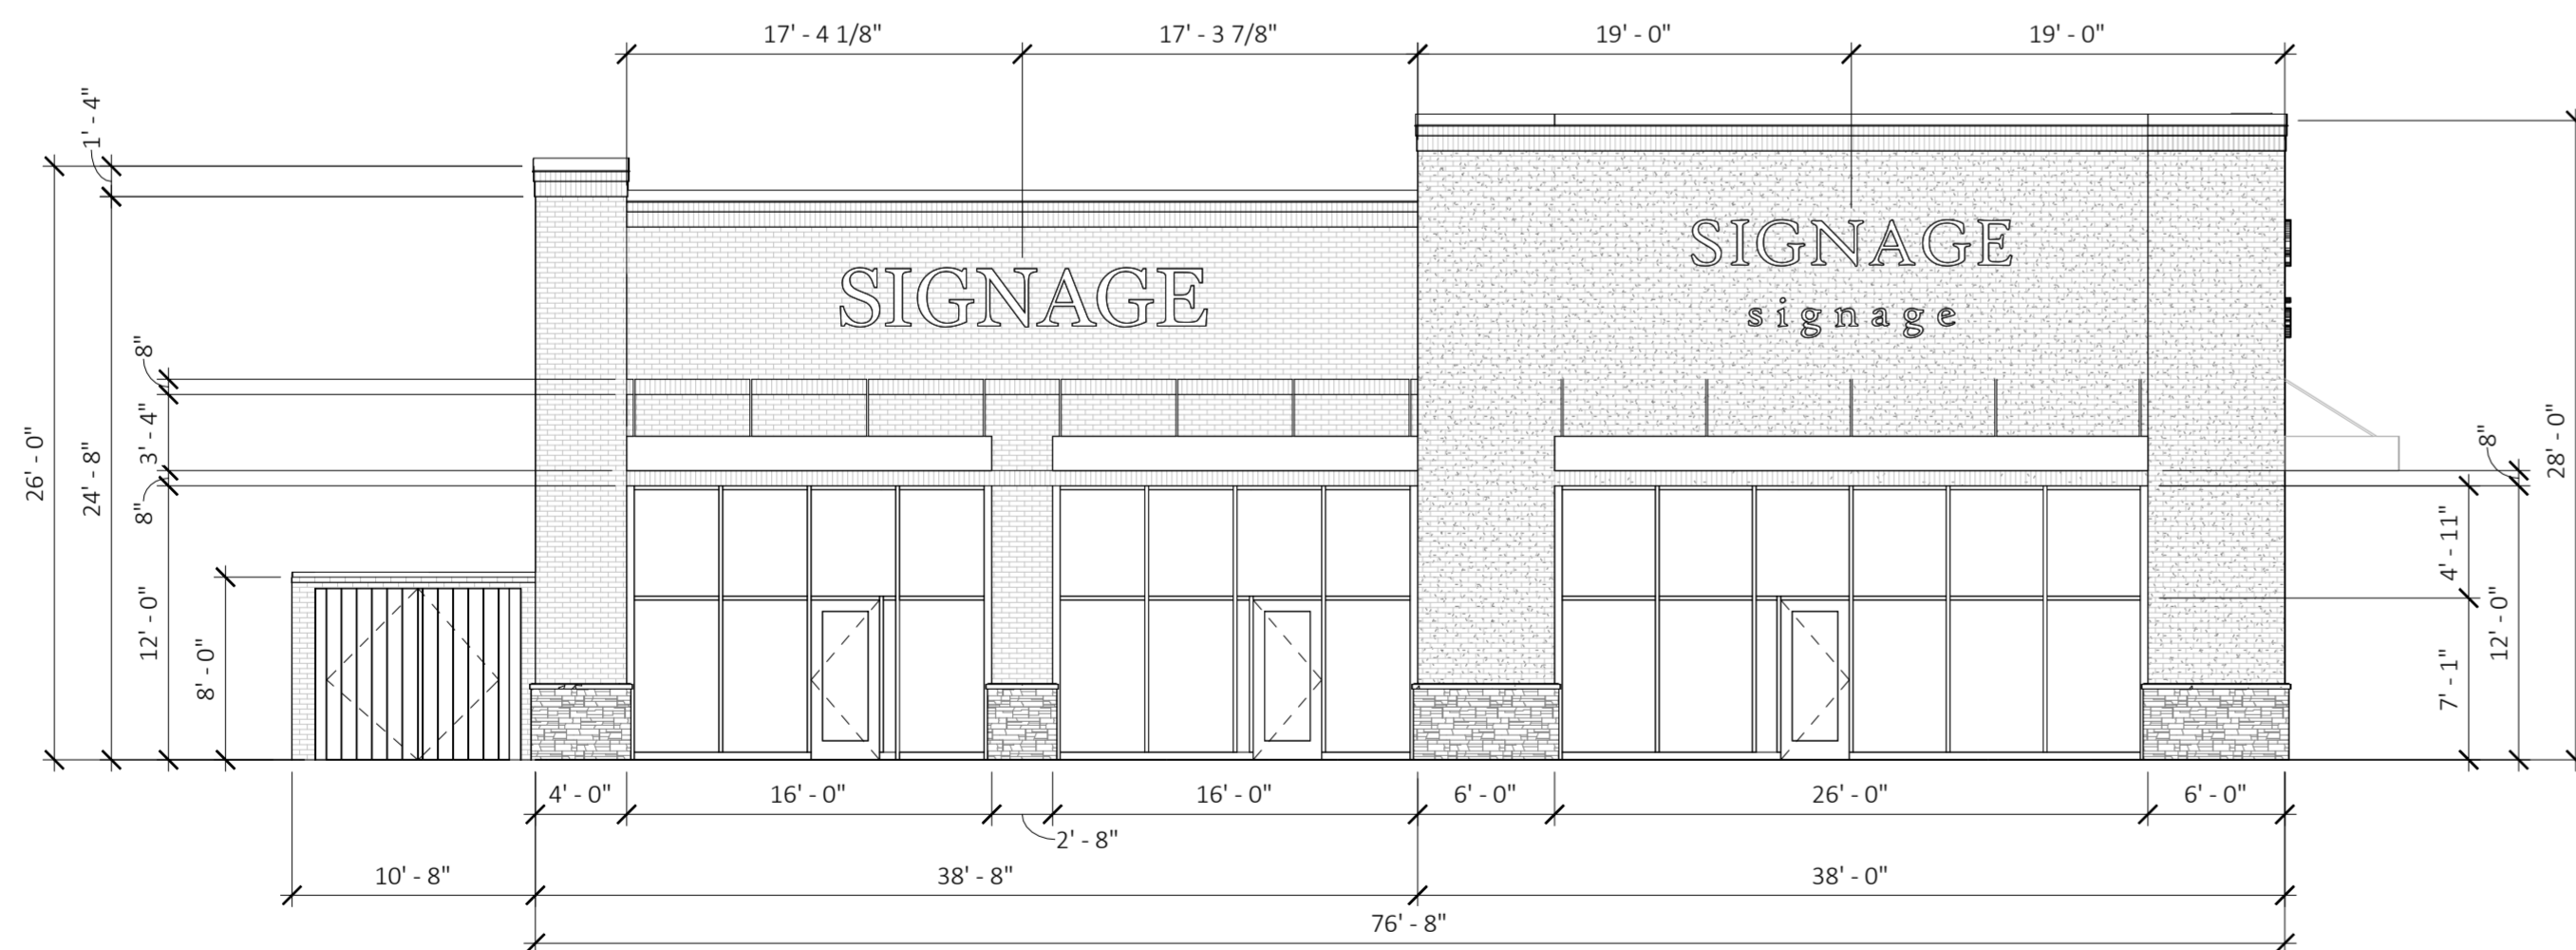 17' - 4 1/8"
17' - 3 7/8"
19' - 0"
19' - 0"
1' - 4"
SIGNAGE
SIGNAGE
signage
8"
3' - 4"
8"
26' - 0"
24' - 8"
12' - 0"
8' - 0"
8"
28' - 0"
4' - 11"
12' - 0"
7' - 1"
4' - 0"
16' - 0"
2' - 8"
16' - 0"
6' - 0"
26' - 0"
6' - 0"
10' - 8"
38' - 8"
38' - 0"
76' - 8"